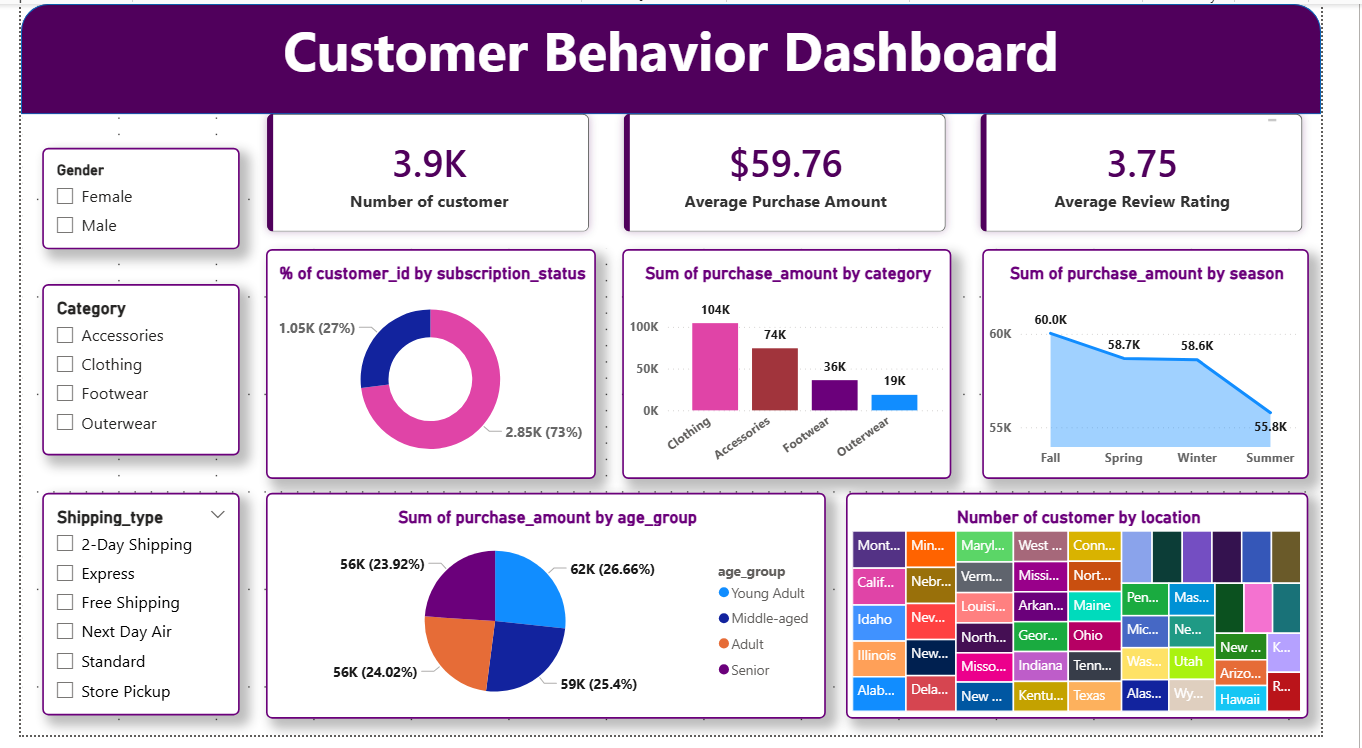 Customer Behavior Dashboard
Gender
Female
Male
3.9K
Number of customer
$59.76
Average Purchase Amount
3.75
Average Review Rating
Category
Accessories
Clothing
Footwear
Outerwear
% of customer_id by subscription_status
1.05K (27%)
2.85K (73%)
Sum of purchase_amount by category
100K
50K
0K
104K
74K
36K
19K
Clothing
Accessories
Footwear
Outerwear
Sum of purchase_amount by season
60K
55K
60.0K
58.7K
58.6K
55.8K
Fall
Spring
Winter
Summer
Shipping_type
2-Day Shipping
Express
Free Shipping
Next Day Air
Standard
Store Pickup
Sum of purchase_amount by age_group
56K (23.92%)
62K (26.66%)
56K (24.02%)
59K (25.4%)
age_group
Young Adult
Middle-aged
Adult
Senior
Number of customer by location
Mont...
Calif...
Idaho
Illinois
Alab...
Min...
Nebr...
Nev...
New...
Dela...
Maryl...
Verm...
Louisi...
North...
Misso...
New ...
West ...
Missi...
Arkan...
Geor...
Indiana
Kentu...
Conn...
Nort...
Maine
Ohio
Tenn...
Texas
Pen...
Mic...
Was...
Alas...
Mas...
Ne...
Utah
Wy...
New ...
Arizo...
Hawaii
K...
R...